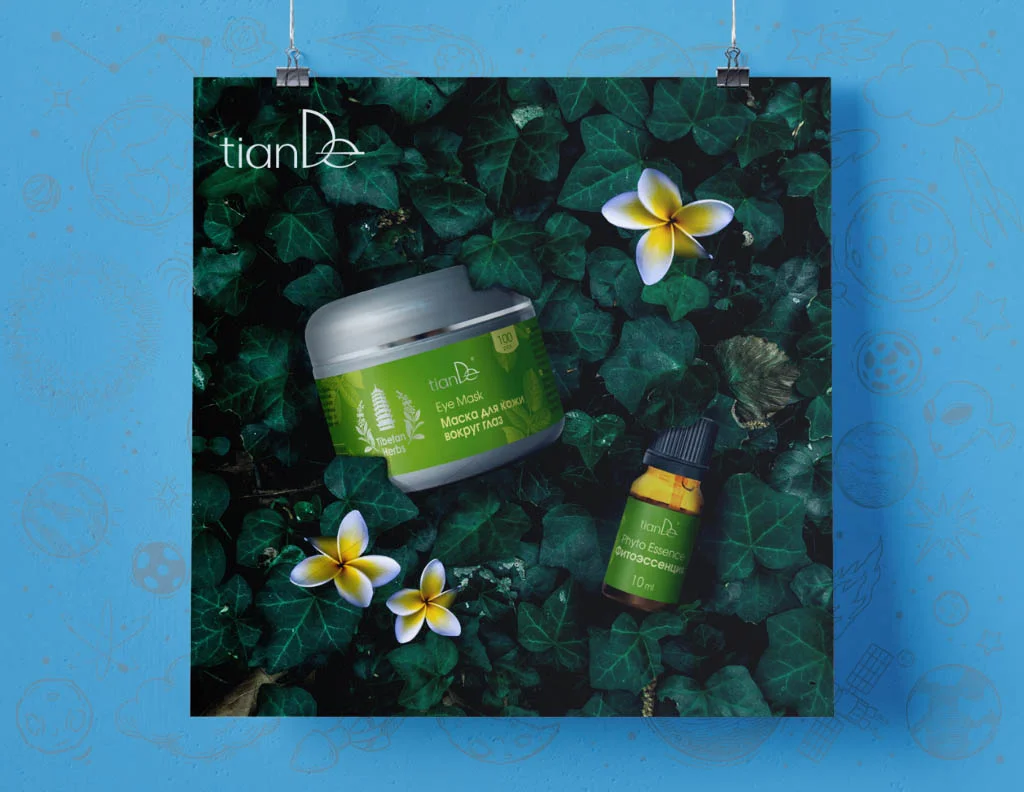 tianDe
100
tianDe
Eye Mask
Маска для кожи
вокруг глаз
Tibetan
Herbs
tianDe
Phyto Essence
Фитоэссенция
10 ml